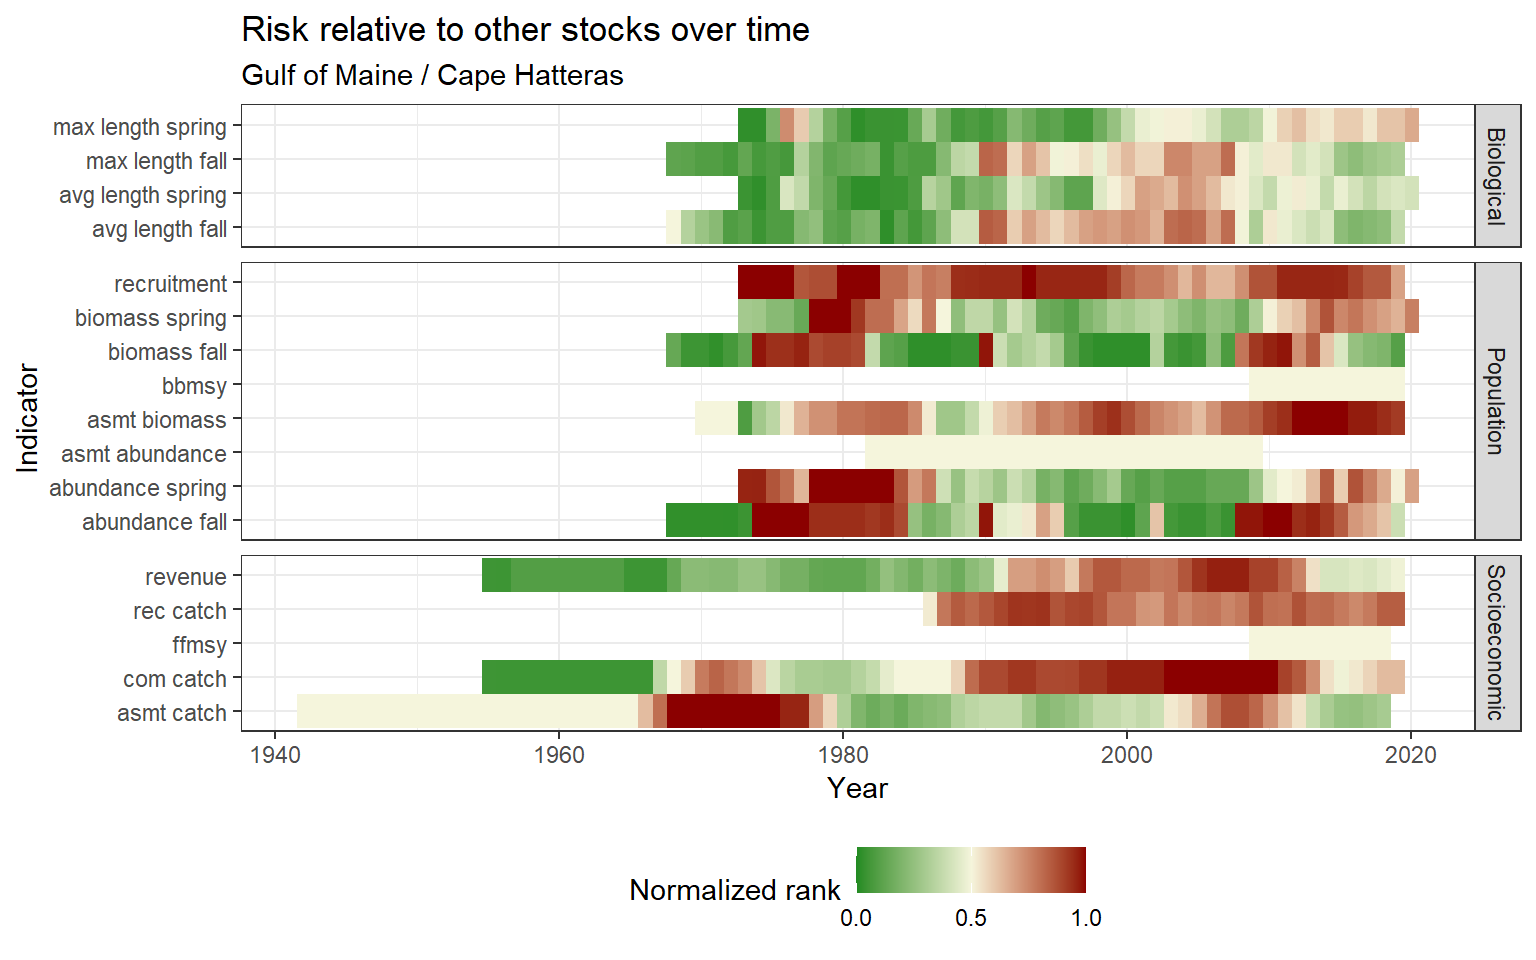 Risk relative to other stocks over time
Gulf of Maine / Cape Hatteras
max length spring
max length fall
avg length spring
avg length fall
Biological
recruitment
biomass spring
biomass fall
bbmsy
asmt biomass
asmt abundance
abundance spring
abundance fall
Population
revenue
rec catch
ffmsy
com catch
asmt catch
Socioeconomic
Indicator
1940 1960 1980 2000 2020
Year
Normalized rank
0.0 0.5 1.0